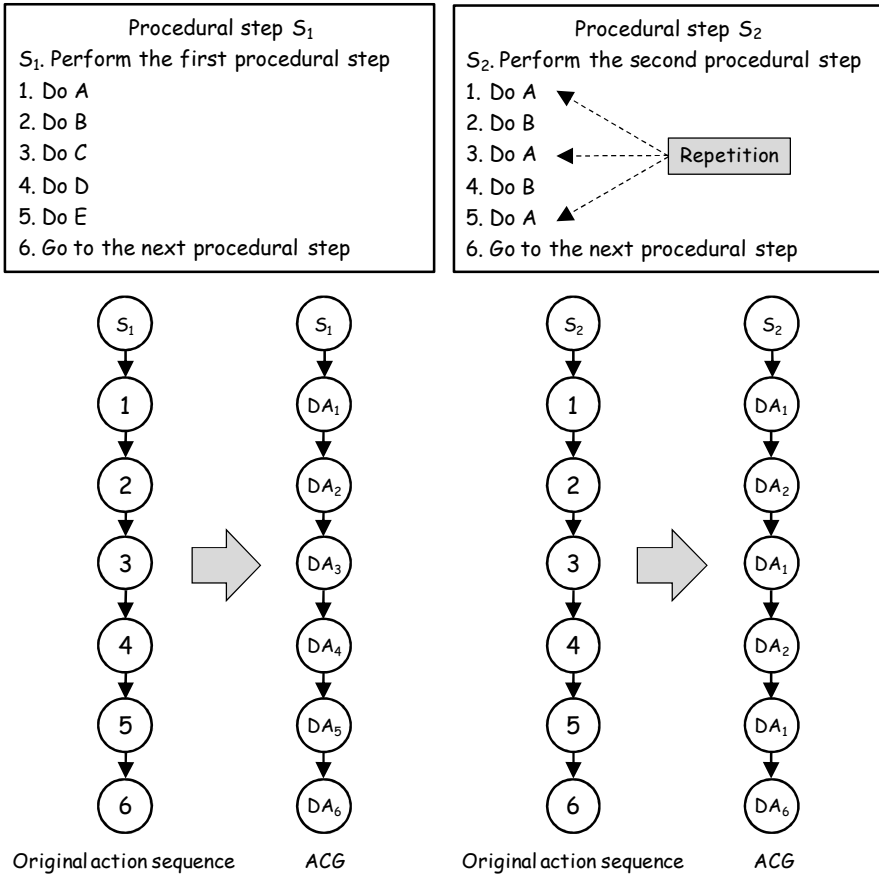 Procedural step S₁
S₁. Perform the first procedural step
1. Do A
2. Do B
3. Do C
4. Do D
5. Do E
6. Go to the next procedural step
Procedural step S₂
S₂. Perform the second procedural step
1. Do A
2. Do B
3. Do A
4. Do B
5. Do A
6. Go to the next procedural step
Repetition
S₁
1
2
3
4
5
6
Original action sequence
S₁
DA₁
DA₂
DA₃
DA₄
DA₅
DA₆
ACG
S₂
1
2
3
4
5
6
Original action sequence
S₂
DA₁
DA₂
DA₁
DA₂
DA₁
DA₆
ACG